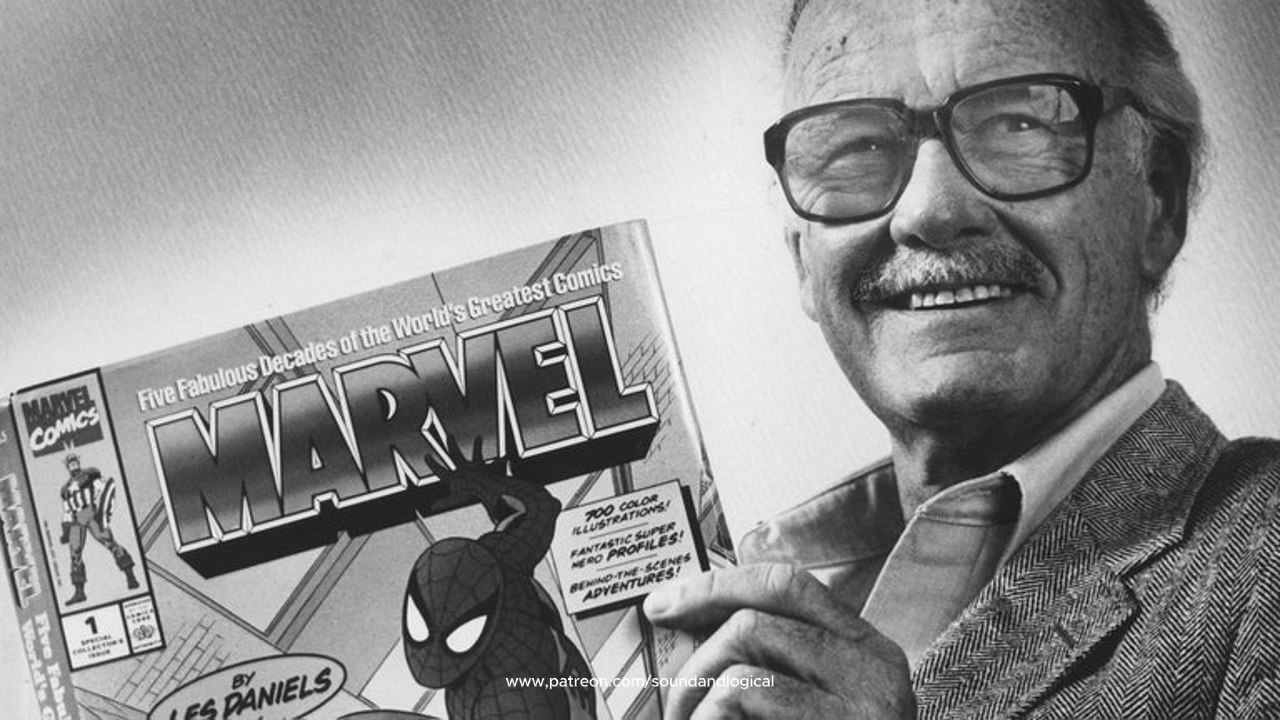 Five Fabulous Decades of the World's Greatest Comics
MARVEL
MARVEL
COMICS
1
SPECIAL
COLLECTOR'S
ISSUE
700 COLOR
ILLUSTRATIONS!
FANTASTIC SUPER
HERO PROFILES!
BEHIND-THE-SCENES
ADVENTURES!
BY
LES DANIELS
www.patreon.com/soundandlogical